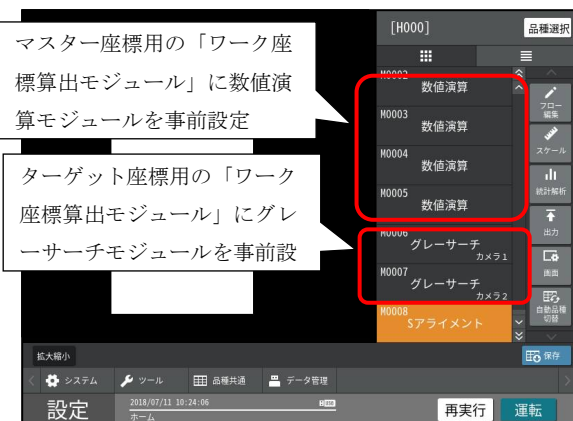 [H000]
品種選択
マスター座標用の「ワーク座
標算出モジュール」に数値演
算モジュールを事前設定
ターゲット座標用の「ワーク
座標算出モジュール」にグレ
ーサーチモジュールを事前設
M0002
数値演算
M0003
数値演算
M0004
数値演算
M0005
数値演算
M0006
グレーサーチ
カメラ1
M0007
グレーサーチ
カメラ2
M0008
Sアライメント
フロー
編集
スケール
統計解析
出力
画面
自動品種
切替
拡大縮小
保存
システム
ツール
品種共通
データ管理
設定
2018/07/11 10:24:06
ホーム
再実行
運転